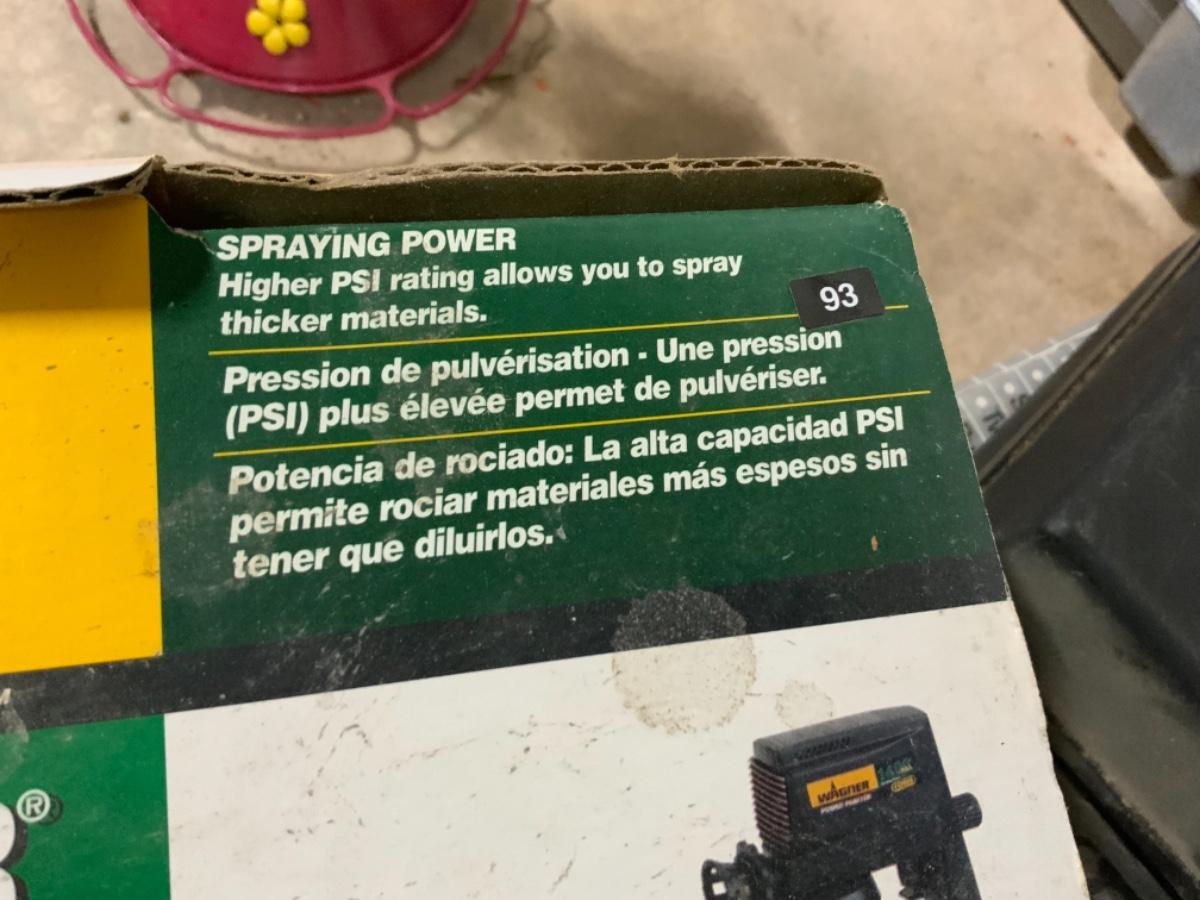 SPRAYING POWER
Higher PSI rating allows you to spray
thicker materials.
93
Pression de pulvérisation - Une pression
(PSI) plus élevée permet de pulvériser.
Potencia de rociado: La alta capacidad PSI
permite rociar materiales más espesos sin
tener que diluirlos.
®
WAGNER
POWER PAINTER